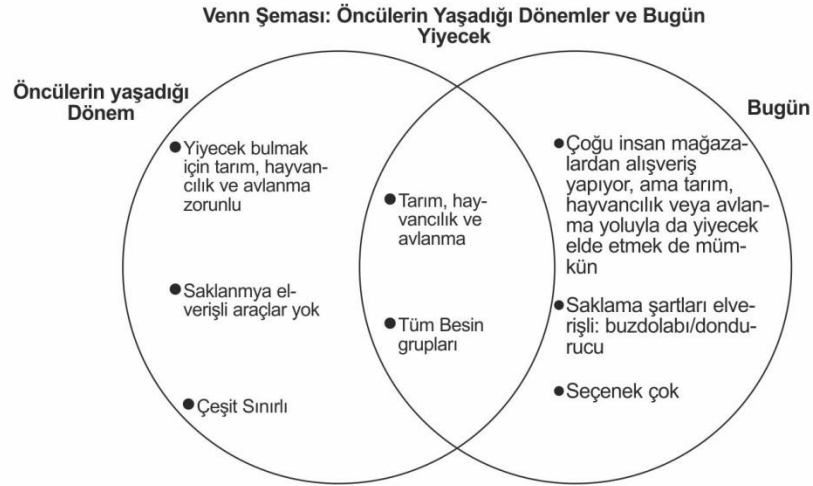 Venn Şeması: Öncülerin Yaşadığı Dönemler ve Bugün
Yiyecek
Öncülerin yaşadığı
Dönem
● Yiyecek bulmak
için tarım, hayvan-
cılık ve avlanma
zorunlu
● Saklanmya el-
verişli araçlar yok
● Çeşit Sınırlı
● Tarım, hay-
vancılık ve
avlanma
● Tüm Besin
grupları
Bugün
● Çoğu insan mağaza-
lardan alışveriş
yapıyor, ama tarım,
hayvancılık veya avlan-
ma yoluyla da yiyecek
elde etmek de müm-
kün
● Saklama şartları elve-
rişli: buzdolabı/dondu-
rucu
● Seçenek çok